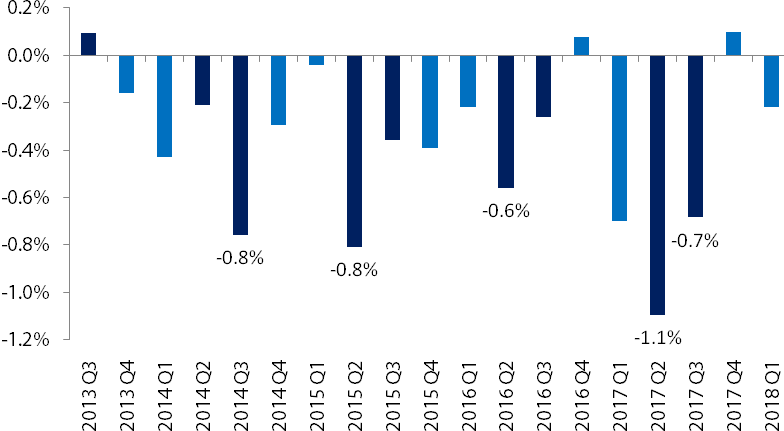 0.2%
0.0%
-0.2%
-0.4%
-0.6%
-0.8%
-1.0%
-1.2%
-0.8%
-0.8%
-0.6%
-1.1%
-0.7%
2013 Q3
2013 Q4
2014 Q1
2014 Q2
2014 Q3
2014 Q4
2015 Q1
2015 Q2
2015 Q3
2015 Q4
2016 Q1
2016 Q2
2016 Q3
2016 Q4
2017 Q1
2017 Q2
2017 Q3
2017 Q4
2018 Q1